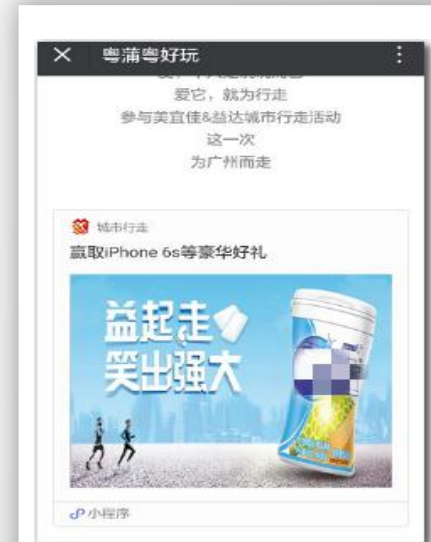 粤蒲粤好玩
爱它，就为行走
参与美宜佳&益达城市行走活动
这一次
为广州而走
城市行走
赢取iPhone 6s等豪华好礼
益起走
笑出强大
小程序